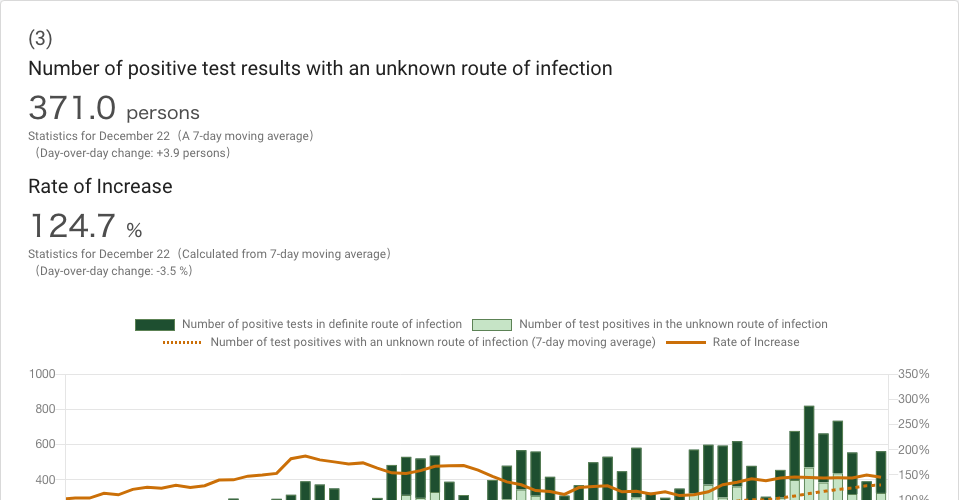 (3)
Number of positive test results with an unknown route of infection
371.0 persons
Statistics for December 22（A 7-day moving average）
（Day-over-day change: +3.9 persons）
Rate of Increase
124.7 %
Statistics for December 22（Calculated from 7-day moving average）
（Day-over-day change: -3.5 %）
Number of positive tests in definite route of infection Number of test positives in the unknown route of infection
Number of test positives with an unknown route of infection (7-day moving average) Rate of Increase
1000 350%
300%
800
250%
600 200%
150%
400
100%